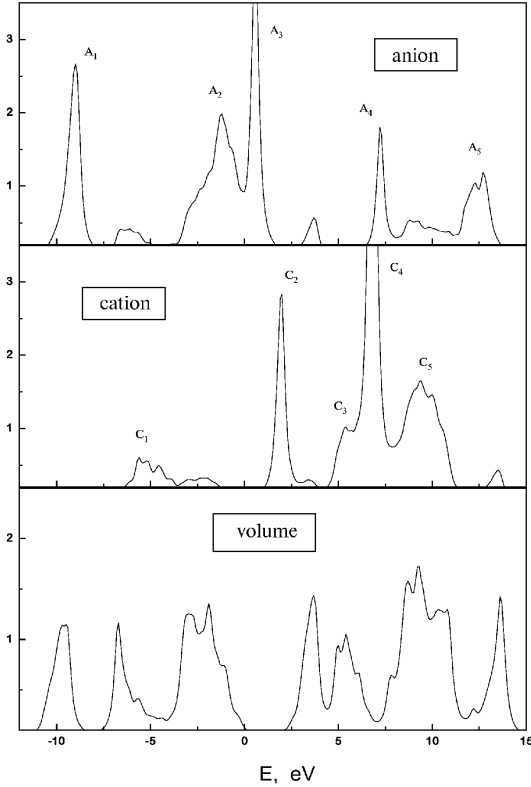 3
2
1
A1
A2
A3
A4
A5
anion
3
2
1
C1
C2
C3
C4
C5
cation
2
1
volume
-10 -5 0 5 10 15
E, eV